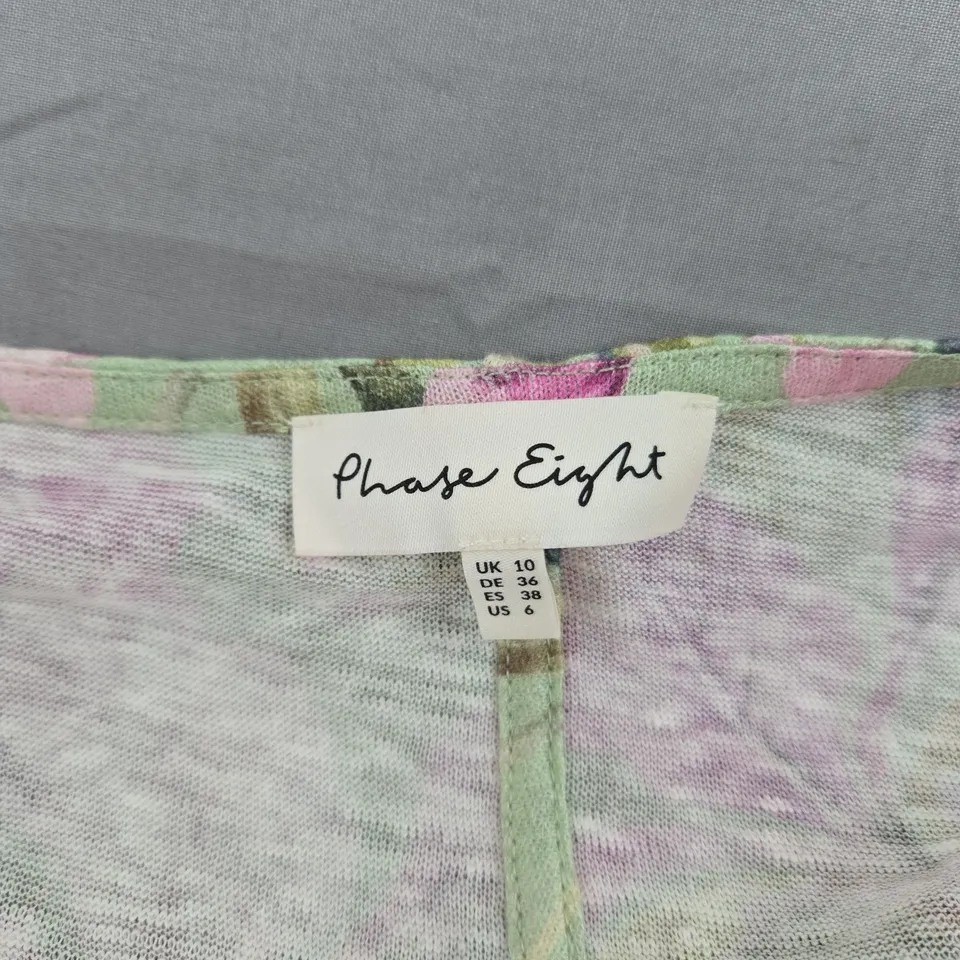 Phase Eight
UK 10
DE 36
ES 38
US 6